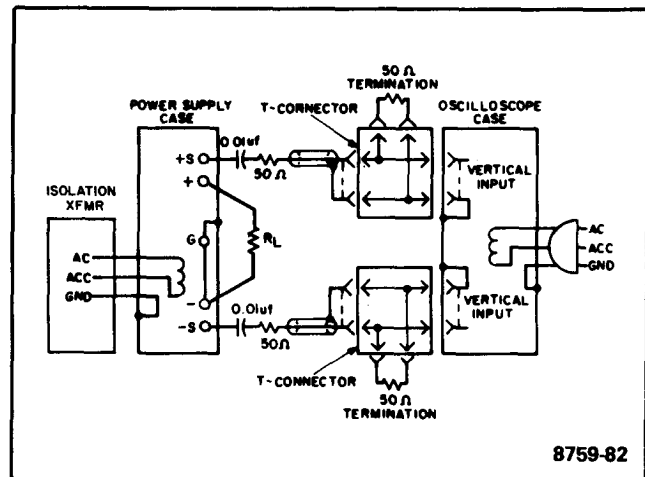 50 Ω
TERMINATION
T-CONNECTOR
POWER SUPPLY
CASE
OSCILLOSCOPE
CASE
0.01uf
+S
50 Ω
+
VERTICAL
INPUT
ISOLATION
XFMR
G
RL
AC
ACC
GND
AC
ACC
GND
-
-S
0.01uf
50 Ω
VERTICAL
INPUT
T-CONNECTOR
50 Ω
TERMINATION
8759-82